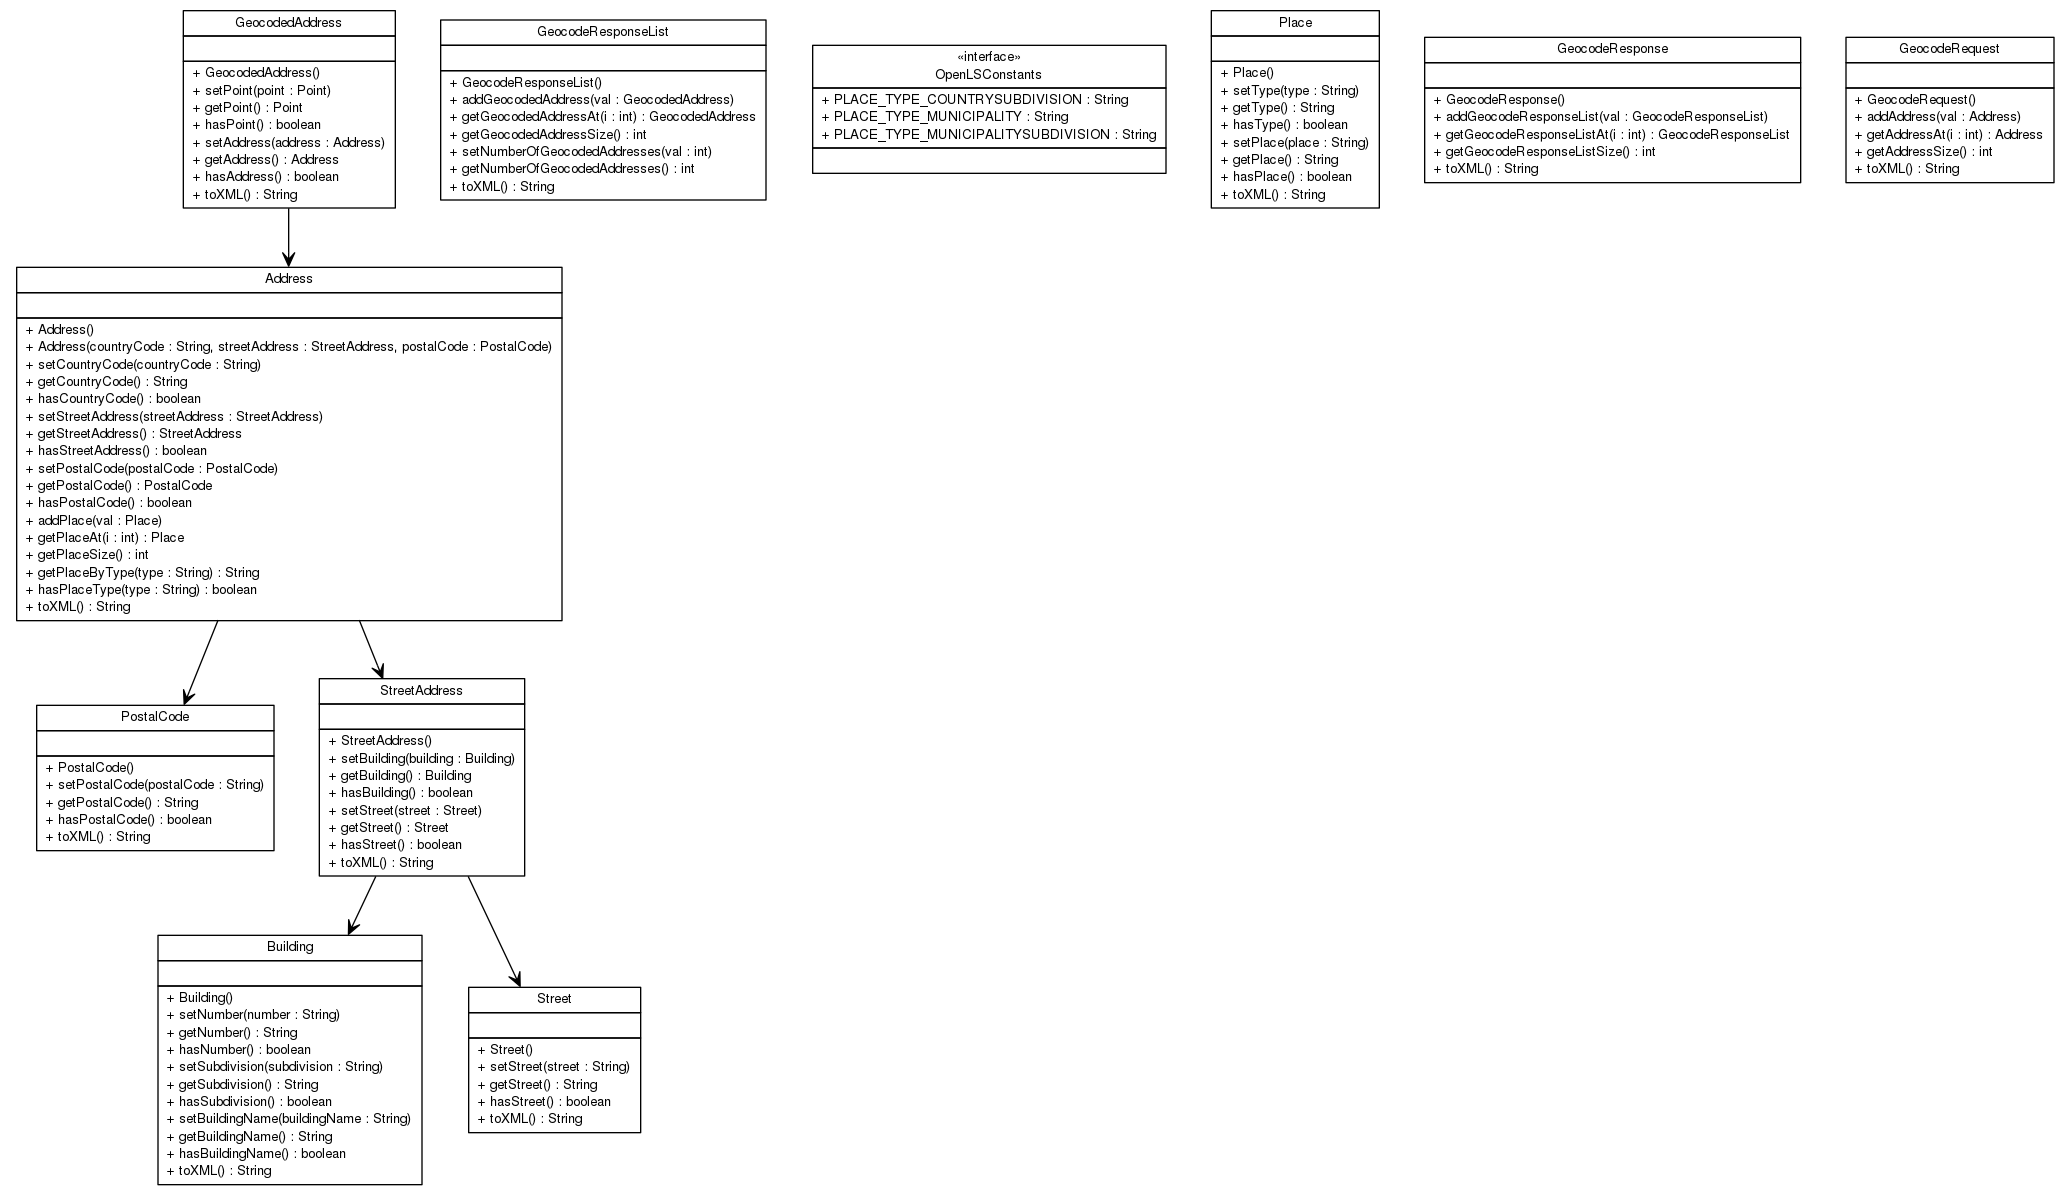 GeocodedAddress
+ GeocodedAddress()
+ setPoint(point : Point)
+ getPoint() : Point
+ hasPoint() : boolean
+ setAddress(address : Address)
+ getAddress() : Address
+ hasAddress() : boolean
+ toXML() : String
GeocodeResponseList
+ GeocodeResponseList()
+ addGeocodedAddress(val : GeocodedAddress)
+ getGeocodedAddressAt(i : int) : GeocodedAddress
+ getGeocodedAddressSize() : int
+ setNumberOfGeocodedAddresses(val : int)
+ getNumberOfGeocodedAddresses() : int
+ toXML() : String
«interface»
OpenLSConstants
+ PLACE_TYPE_COUNTRYSUBDIVISION : String
+ PLACE_TYPE_MUNICIPALITY : String
+ PLACE_TYPE_MUNICIPALITYSUBDIVISION : String
Place
+ Place()
+ setType(type : String)
+ getType() : String
+ hasType() : boolean
+ setPlace(place : String)
+ getPlace() : String
+ hasPlace() : boolean
+ toXML() : String
GeocodeResponse
+ GeocodeResponse()
+ addGeocodeResponseList(val : GeocodeResponseList)
+ getGeocodeResponseListAt(i : int) : GeocodeResponseList
+ getGeocodeResponseListSize() : int
+ toXML() : String
GeocodeRequest
+ GeocodeRequest()
+ addAddress(val : Address)
+ getAddressAt(i : int) : Address
+ getAddressSize() : int
+ toXML() : String
Address
+ Address()
+ Address(countryCode : String, streetAddress : StreetAddress, postalCode : PostalCode)
+ setCountryCode(countryCode : String)
+ getCountryCode() : String
+ hasCountryCode() : boolean
+ setStreetAddress(streetAddress : StreetAddress)
+ getStreetAddress() : StreetAddress
+ hasStreetAddress() : boolean
+ setPostalCode(postalCode : PostalCode)
+ getPostalCode() : PostalCode
+ hasPostalCode() : boolean
+ addPlace(val : Place)
+ getPlaceAt(i : int) : Place
+ getPlaceSize() : int
+ getPlaceByType(type : String) : String
+ hasPlaceType(type : String) : boolean
+ toXML() : String
PostalCode
+ PostalCode()
+ setPostalCode(postalCode : String)
+ getPostalCode() : String
+ hasPostalCode() : boolean
+ toXML() : String
StreetAddress
+ StreetAddress()
+ setBuilding(building : Building)
+ getBuilding() : Building
+ hasBuilding() : boolean
+ setStreet(street : Street)
+ getStreet() : Street
+ hasStreet() : boolean
+ toXML() : String
Building
+ Building()
+ setNumber(number : String)
+ getNumber() : String
+ hasNumber() : boolean
+ setSubdivision(subdivision : String)
+ getSubdivision() : String
+ hasSubdivision() : boolean
+ setBuildingName(buildingName : String)
+ getBuildingName() : String
+ hasBuildingName() : boolean
+ toXML() : String
Street
+ Street()
+ setStreet(street : String)
+ getStreet() : String
+ hasStreet() : boolean
+ toXML() : String